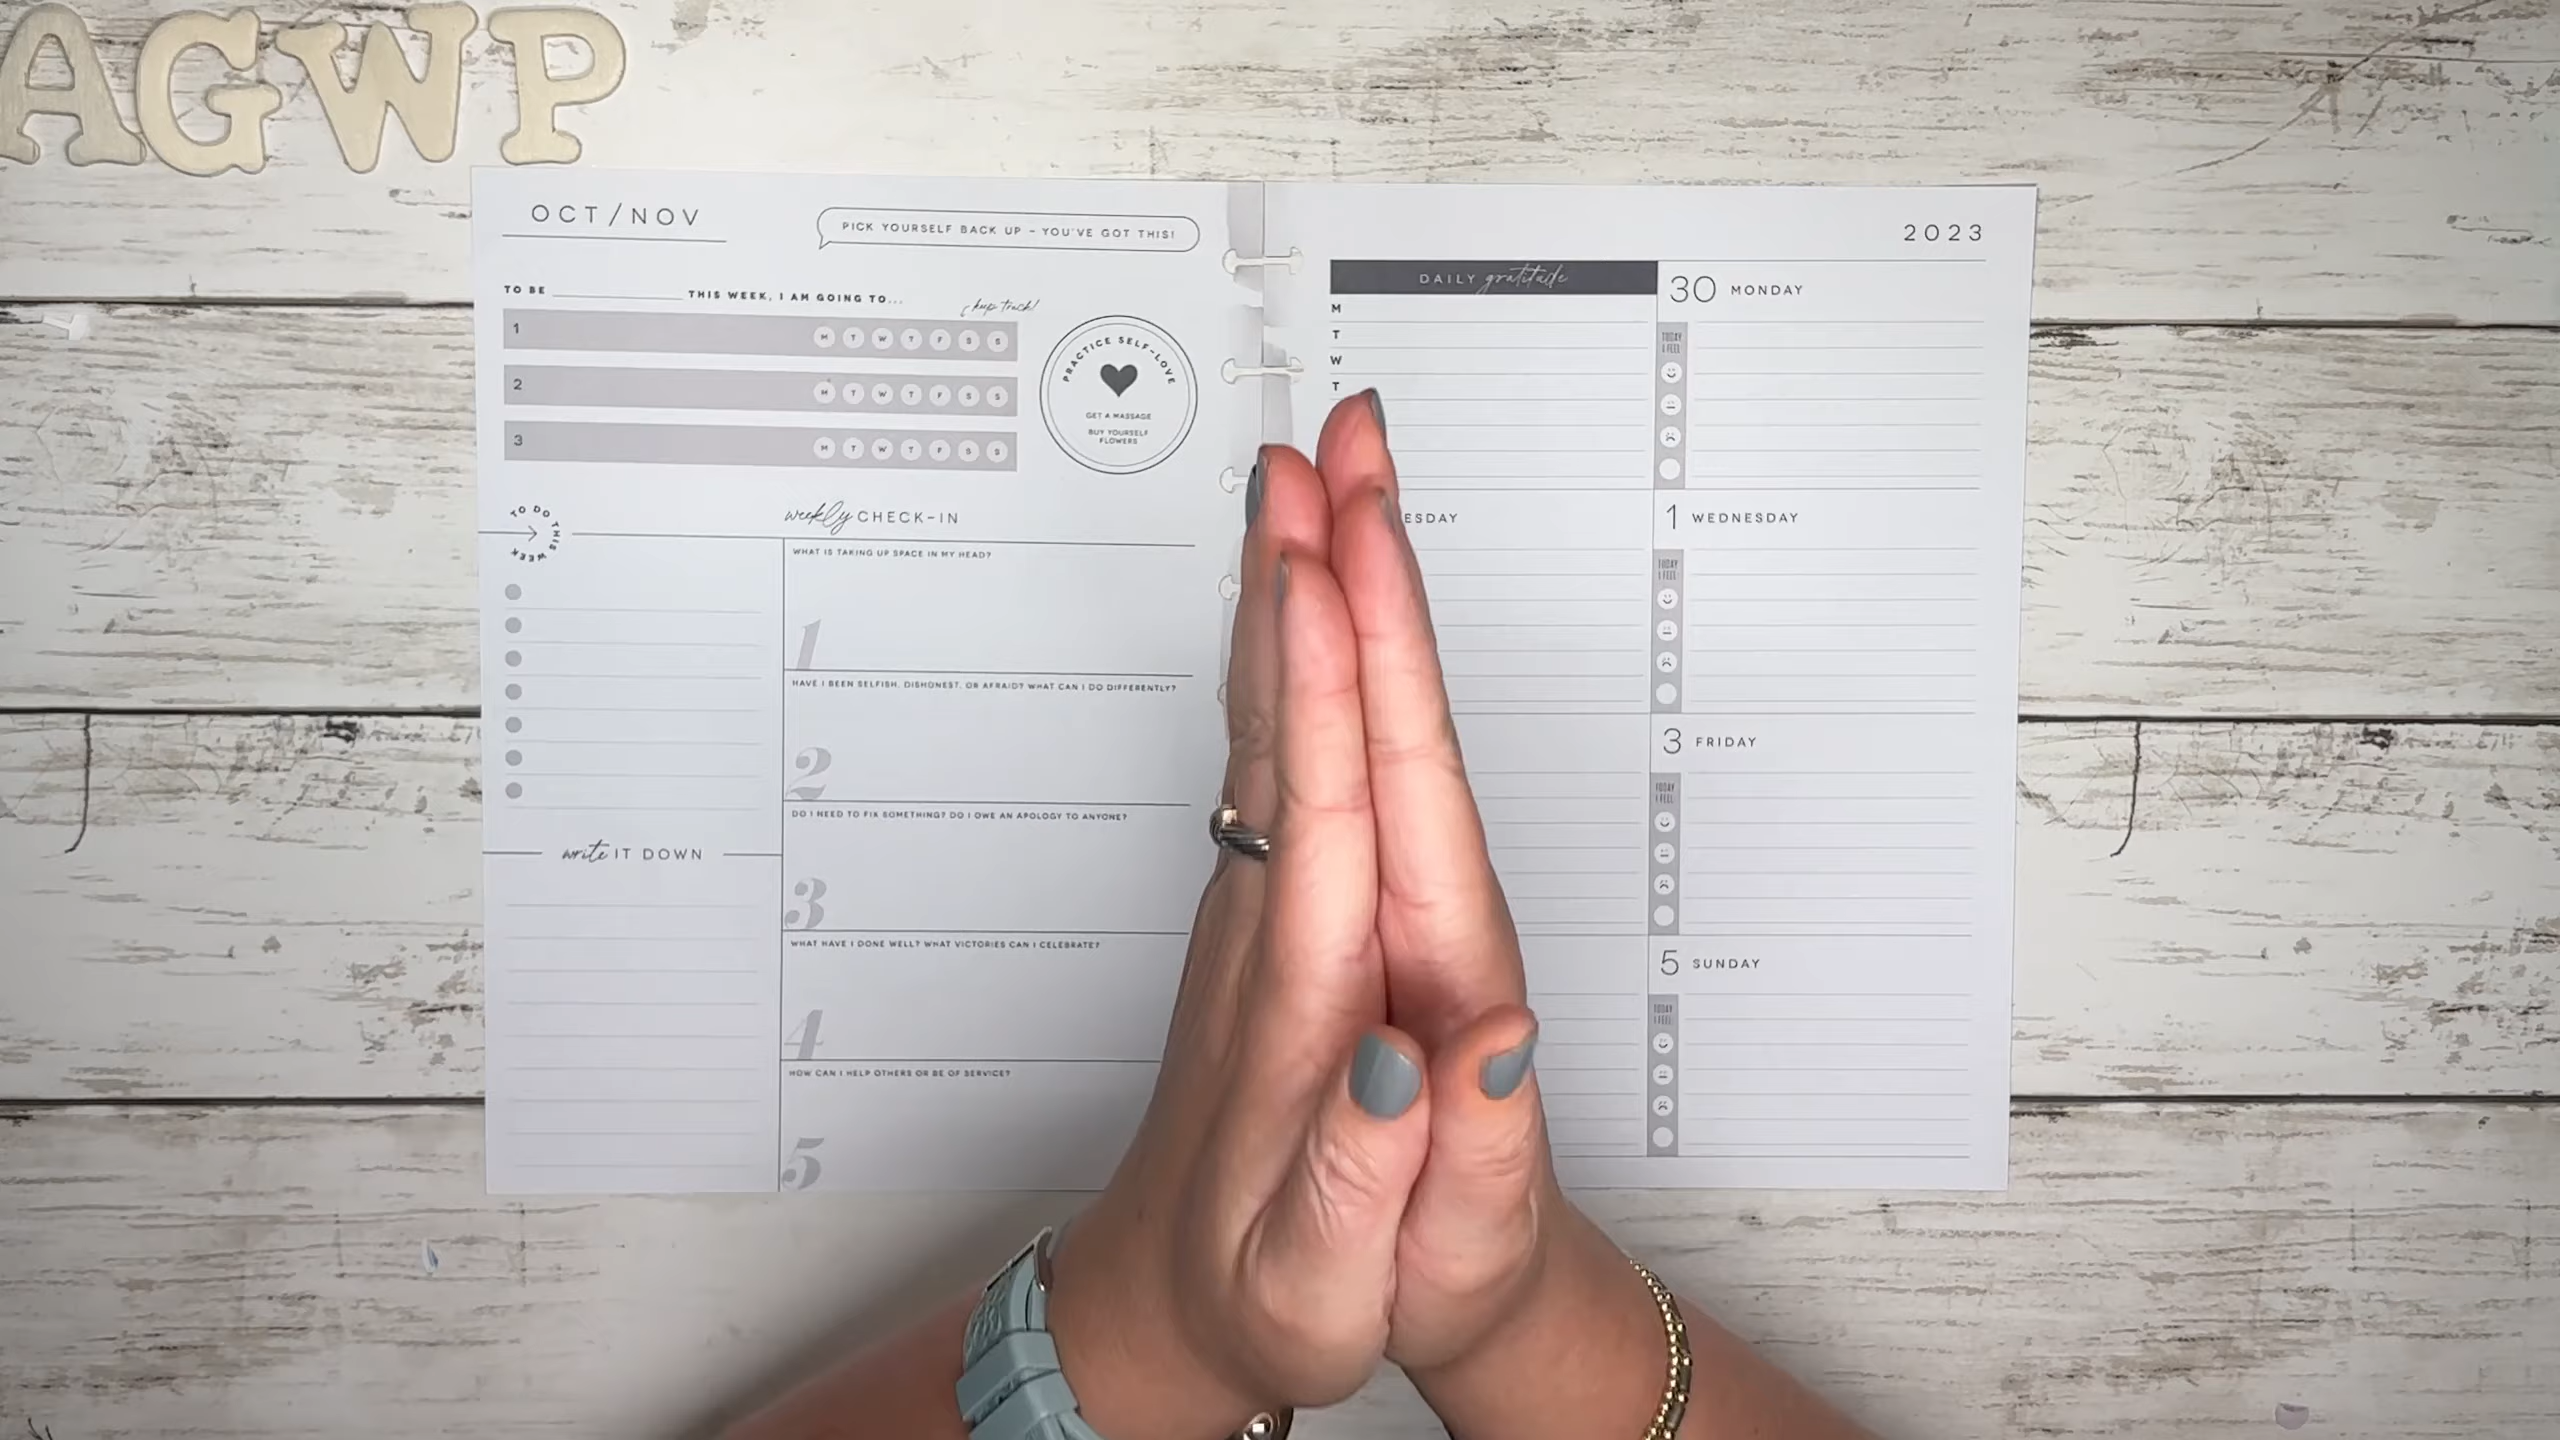 AGWP
OCT/NOV
PICK YOURSELF BACK UP - YOU'VE GOT THIS!
TO BE ____________ THIS WEEK, I AM GOING TO...
keep track!
1 M T W T F S S
2 M T W T F S S
3 M T W T F S S
PRACTICE SELF-LOVE
GET A MASSAGE
BUY YOURSELF
FLOWERS
TO DO THIS WEEK
weekly CHECK-IN
WHAT IS TAKING UP SPACE IN MY HEAD?
1
HAVE I BEEN SELFISH, DISHONEST, OR AFRAID? WHAT CAN I DO DIFFERENTLY?
2
DO I NEED TO FIX SOMETHING? DO I OWE AN APOLOGY TO ANYONE?
3
WHAT HAVE I DONE WELL? WHAT VICTORIES CAN I CELEBRATE?
4
HOW CAN I HELP OTHERS OR BE OF SERVICE?
5
write IT DOWN
2023
DAILY gratitude
M
T
W
T
30 MONDAY
TODAY
I FEEL
ESDAY
1 WEDNESDAY
TODAY
I FEEL
3 FRIDAY
TODAY
I FEEL
5 SUNDAY
TODAY
I FEEL